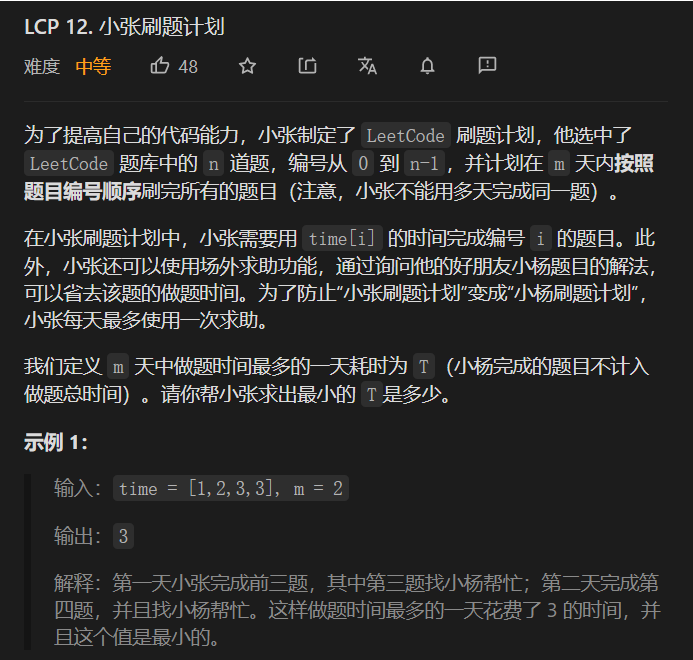 LCP 12. 小张刷题计划
难度 中等 48
为了提高自己的代码能力，小张制定了 LeetCode 刷题计划，他选中了
LeetCode 题库中的 n 道题，编号从 0 到 n-1，并计划在 m 天内按照
题目编号顺序刷完所有的题目（注意，小张不能用多天完成同一题）。
在小张刷题计划中，小张需要用 time[i] 的时间完成编号 i 的题目。此
外，小张还可以使用场外求助功能，通过询问他的好朋友小杨题目的解法，
可以省去该题的做题时间。为了防止“小张刷题计划”变成“小杨刷题计划”，
小张每天最多使用一次求助。
我们定义 m 天中做题时间最多的一天耗时为 T（小杨完成的题目不计入
做题总时间）。请你帮小张求出最小的 T是多少。
示例 1：
输入：time = [1,2,3,3], m = 2
输出：3
解释：第一天小张完成前三题，其中第三题找小杨帮忙；第二天完成第
四题，并且找小杨帮忙。这样做题时间最多的一天花费了 3 的时间，并
且这个值是最小的。